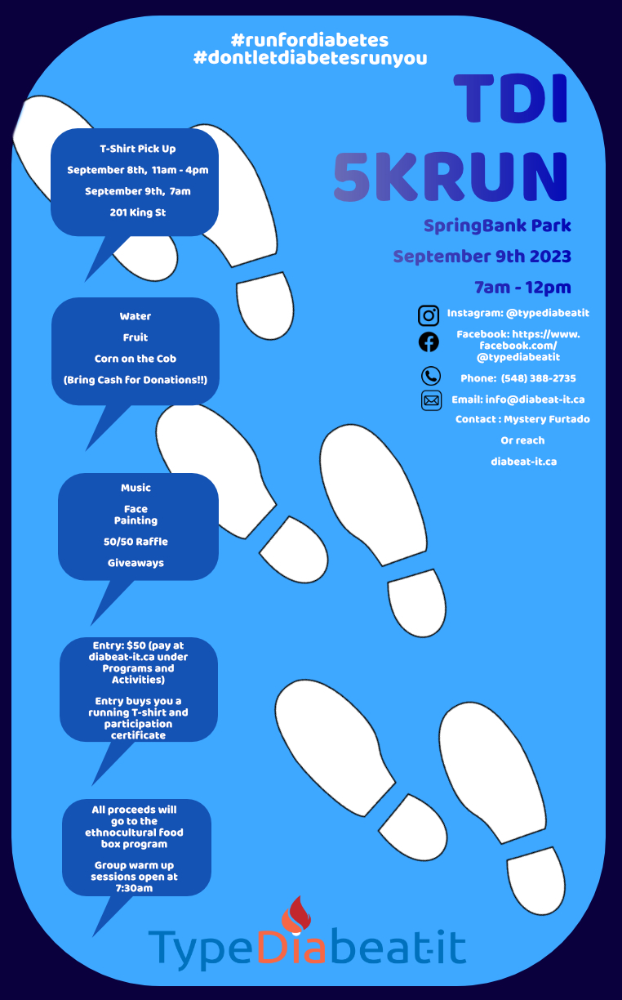 #runfordiabetes
#dontletdiabetesrunyou
TDI
5KRUN
SpringBank Park
September 9th 2023
7am - 12pm
Instagram: @typediabeatit
Facebook: https://www.
facebook.com/
@typediabeatit
Phone: (548) 388-2735
Email: info@diabeat-it.ca
Contact : Mystery Furtado
Or reach
diabeat-it.ca
T-Shirt Pick Up
September 8th, 11am - 4pm
September 9th, 7am
201 King St
Water
Fruit
Corn on the Cob
(Bring Cash for Donations!!)
Music
Face
Painting
50/50 Raffle
Giveaways
Entry: $50 (pay at
diabeat-it.ca under
Programs and
Activities)
Entry buys you a
running T-shirt and
participation
certificate
All proceeds will
go to the
ethnocultural food
box program
Group warm up
sessions open at
7:30am
TypeDiabeat-it